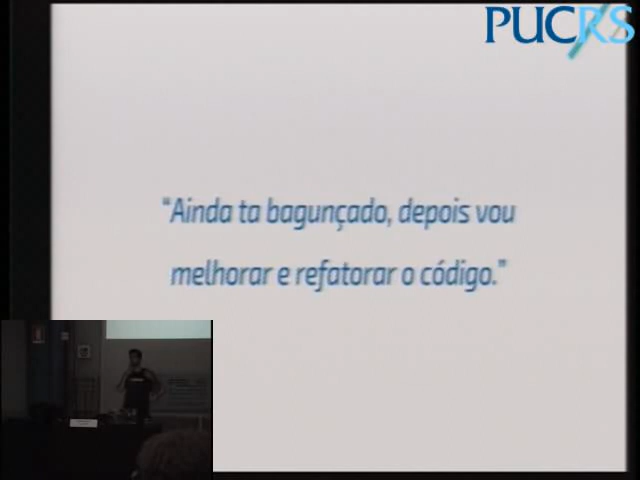 PUCRS
"Ainda ta bagunçado, depois vou
melhorar e refatorar o código."